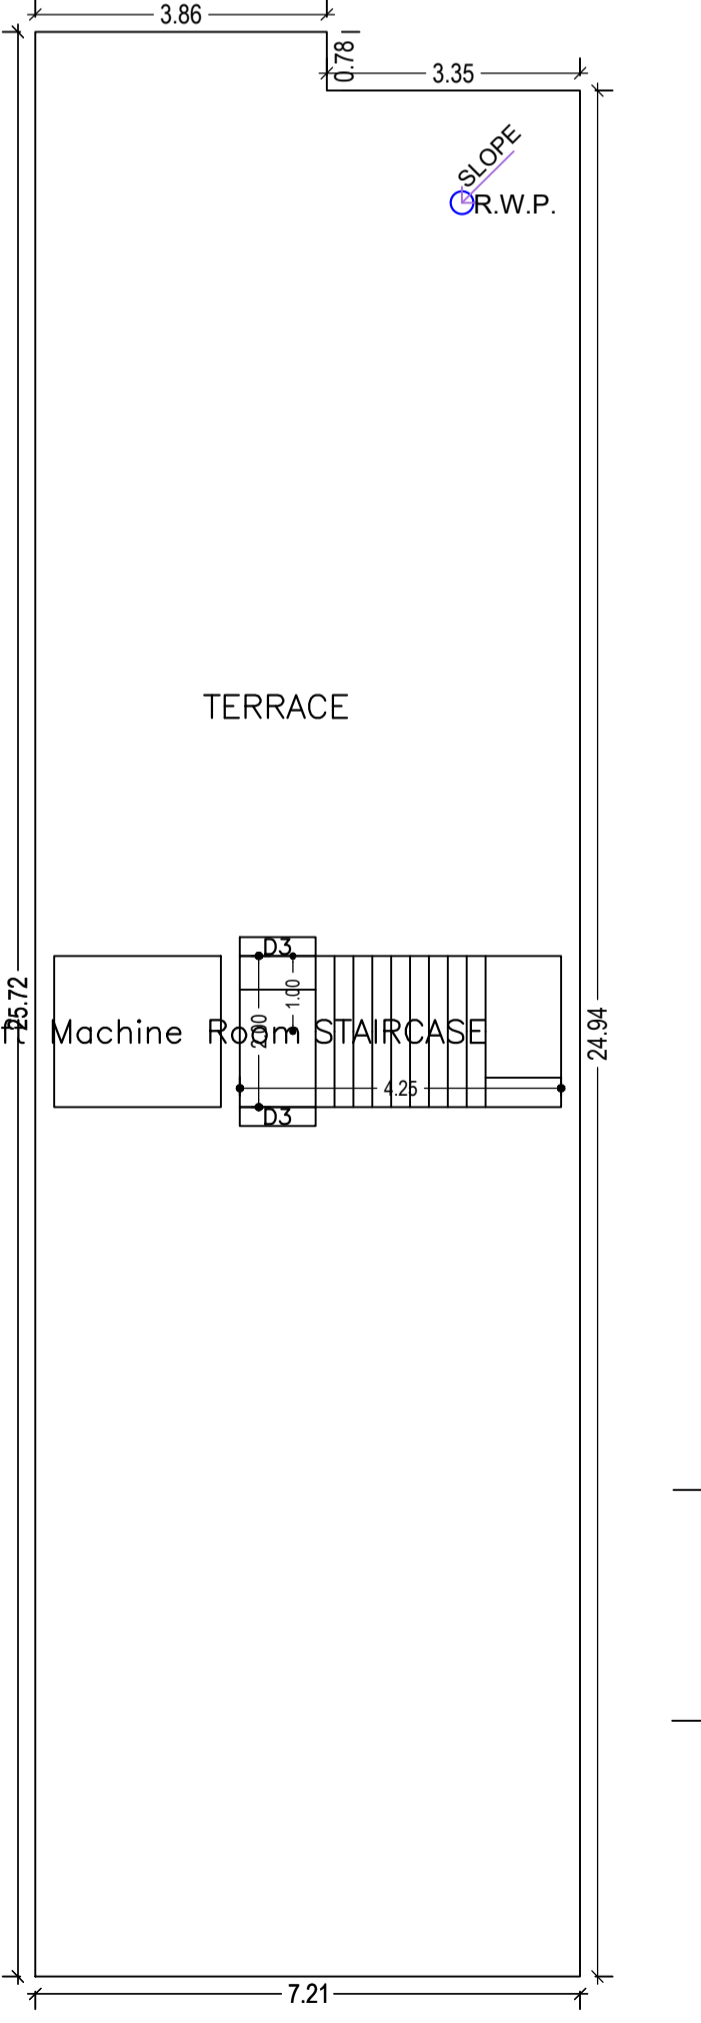 3.86
0.78
3.35
SLOPE
R.W.P.
TERRACE
D3
1.00
2.00
25.72
Machine Room
STAIRCASE
24.94
4.25
D3
7.21